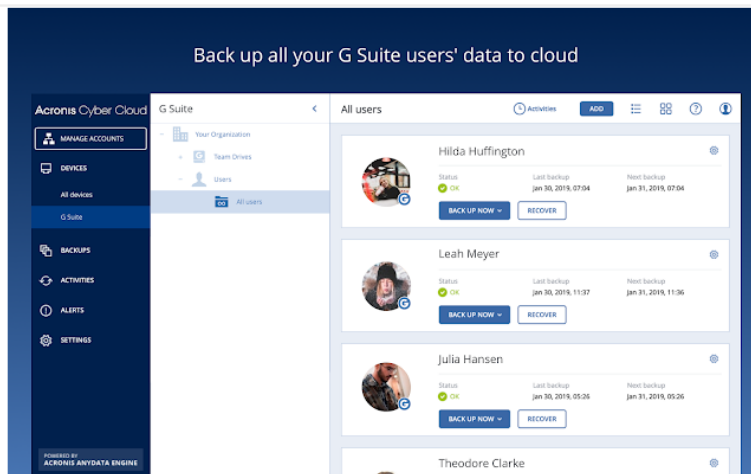 Back up all your G Suite users' data to cloud
Acronis Cyber Cloud
MANAGE ACCOUNTS
DEVICES
All devices
G Suite
BACKUPS
ACTIVITIES
ALERTS
SETTINGS
POWERED BY
ACRONIS ANYDATA ENGINE
G Suite
Your Organization
Team Drives
Users
All users
All users
Activities
ADD
Hilda Huffington
Status Last backup Next backup
OK Jan 30, 2019, 07:04 Jan 31, 2019, 07:04
BACK UP NOW RECOVER
Leah Meyer
Status Last backup Next backup
OK Jan 30, 2019, 11:37 Jan 31, 2019, 11:36
BACK UP NOW RECOVER
Julia Hansen
Status Last backup Next backup
OK Jan 30, 2019, 05:26 Jan 31, 2019, 05:26
BACK UP NOW RECOVER
Theodore Clarke